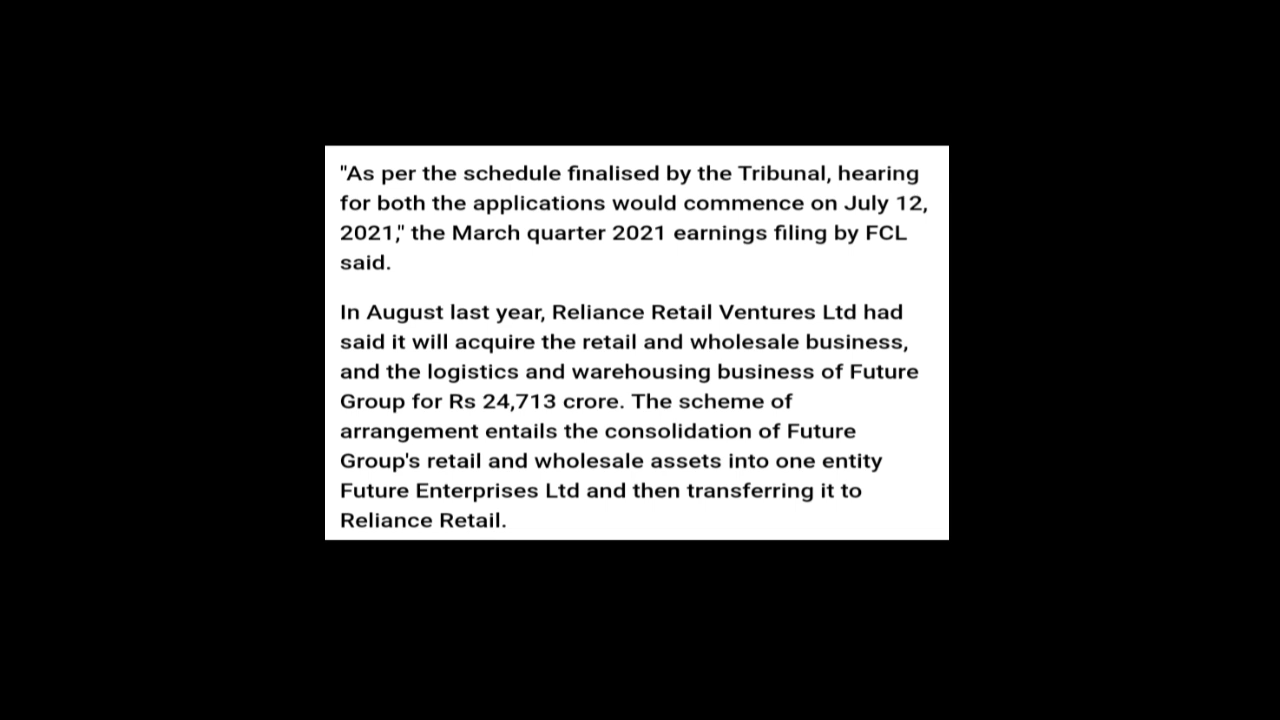 "As per the schedule finalised by the Tribunal, hearing
for both the applications would commence on July 12,
2021," the March quarter 2021 earnings filing by FCL
said.
In August last year, Reliance Retail Ventures Ltd had
said it will acquire the retail and wholesale business,
and the logistics and warehousing business of Future
Group for Rs 24,713 crore. The scheme of
arrangement entails the consolidation of Future
Group's retail and wholesale assets into one entity
Future Enterprises Ltd and then transferring it to
Reliance Retail.